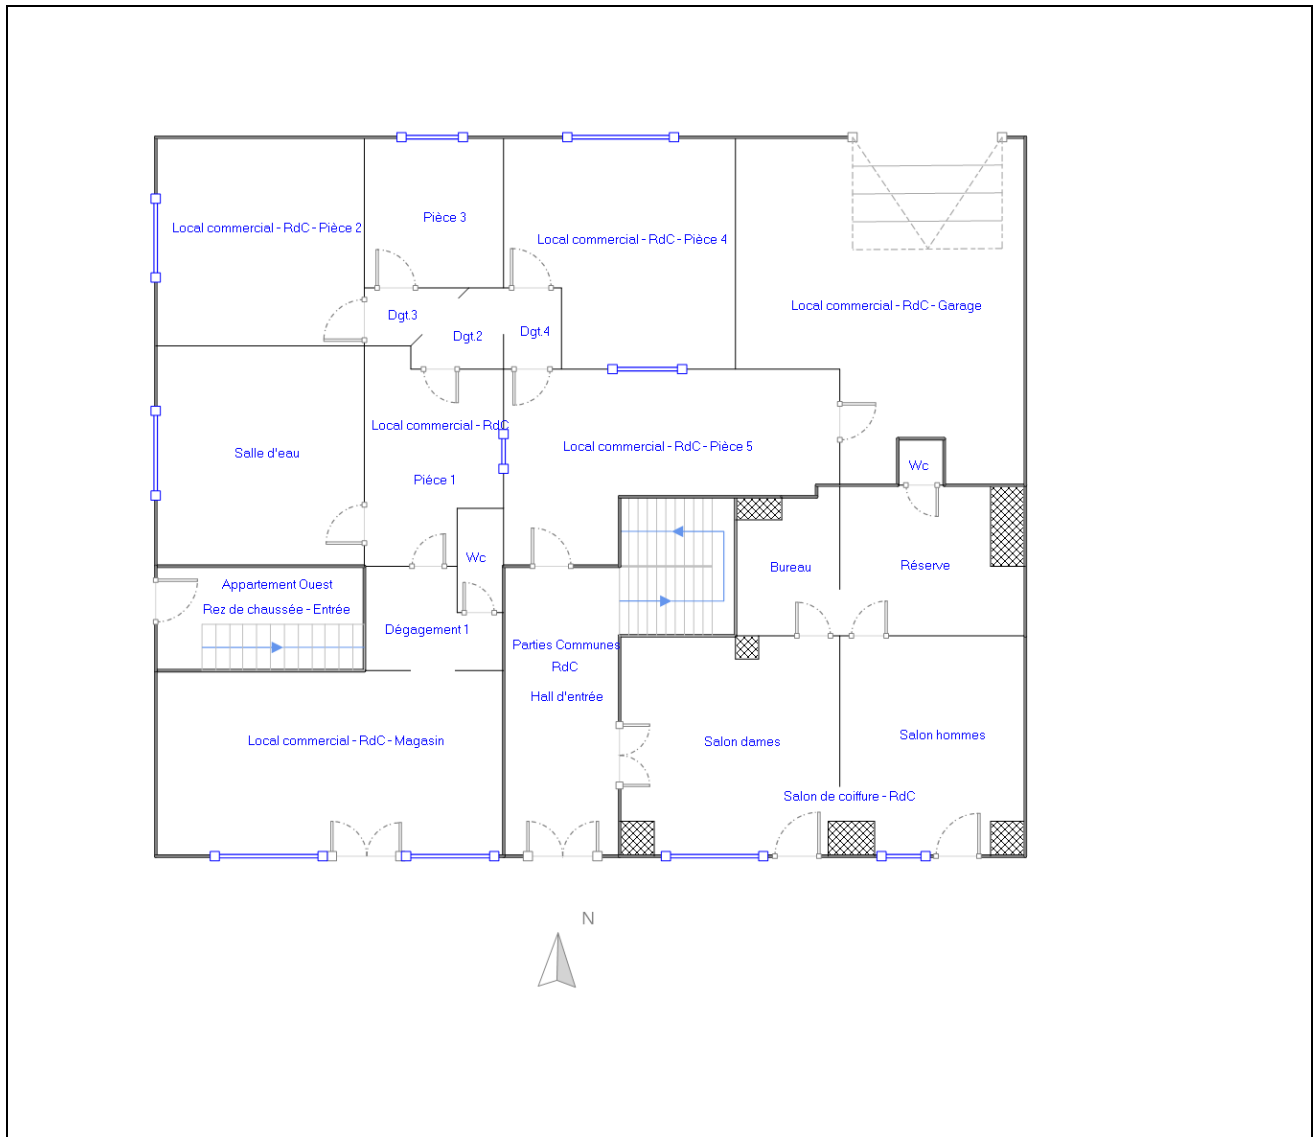 Pièce 3
Local commercial - RdC - Pièce 2
Local commercial - RdC - Pièce 4
Local commercial - RdC - Garage
Dgt.3
Dgt.2
Dgt.4
Local commercial - RdC
Piéce 1
Local commercial - RdC - Pièce 5
Salle d'eau
Wc
Wc
Bureau
Réserve
Appartement Ouest
Rez de chaussée - Entrée
Dégagement 1
Parties Communes
RdC
Hall d'entrée
Local commercial - RdC - Magasin
Salon dames
Salon hommes
Salon de coiffure - RdC
N